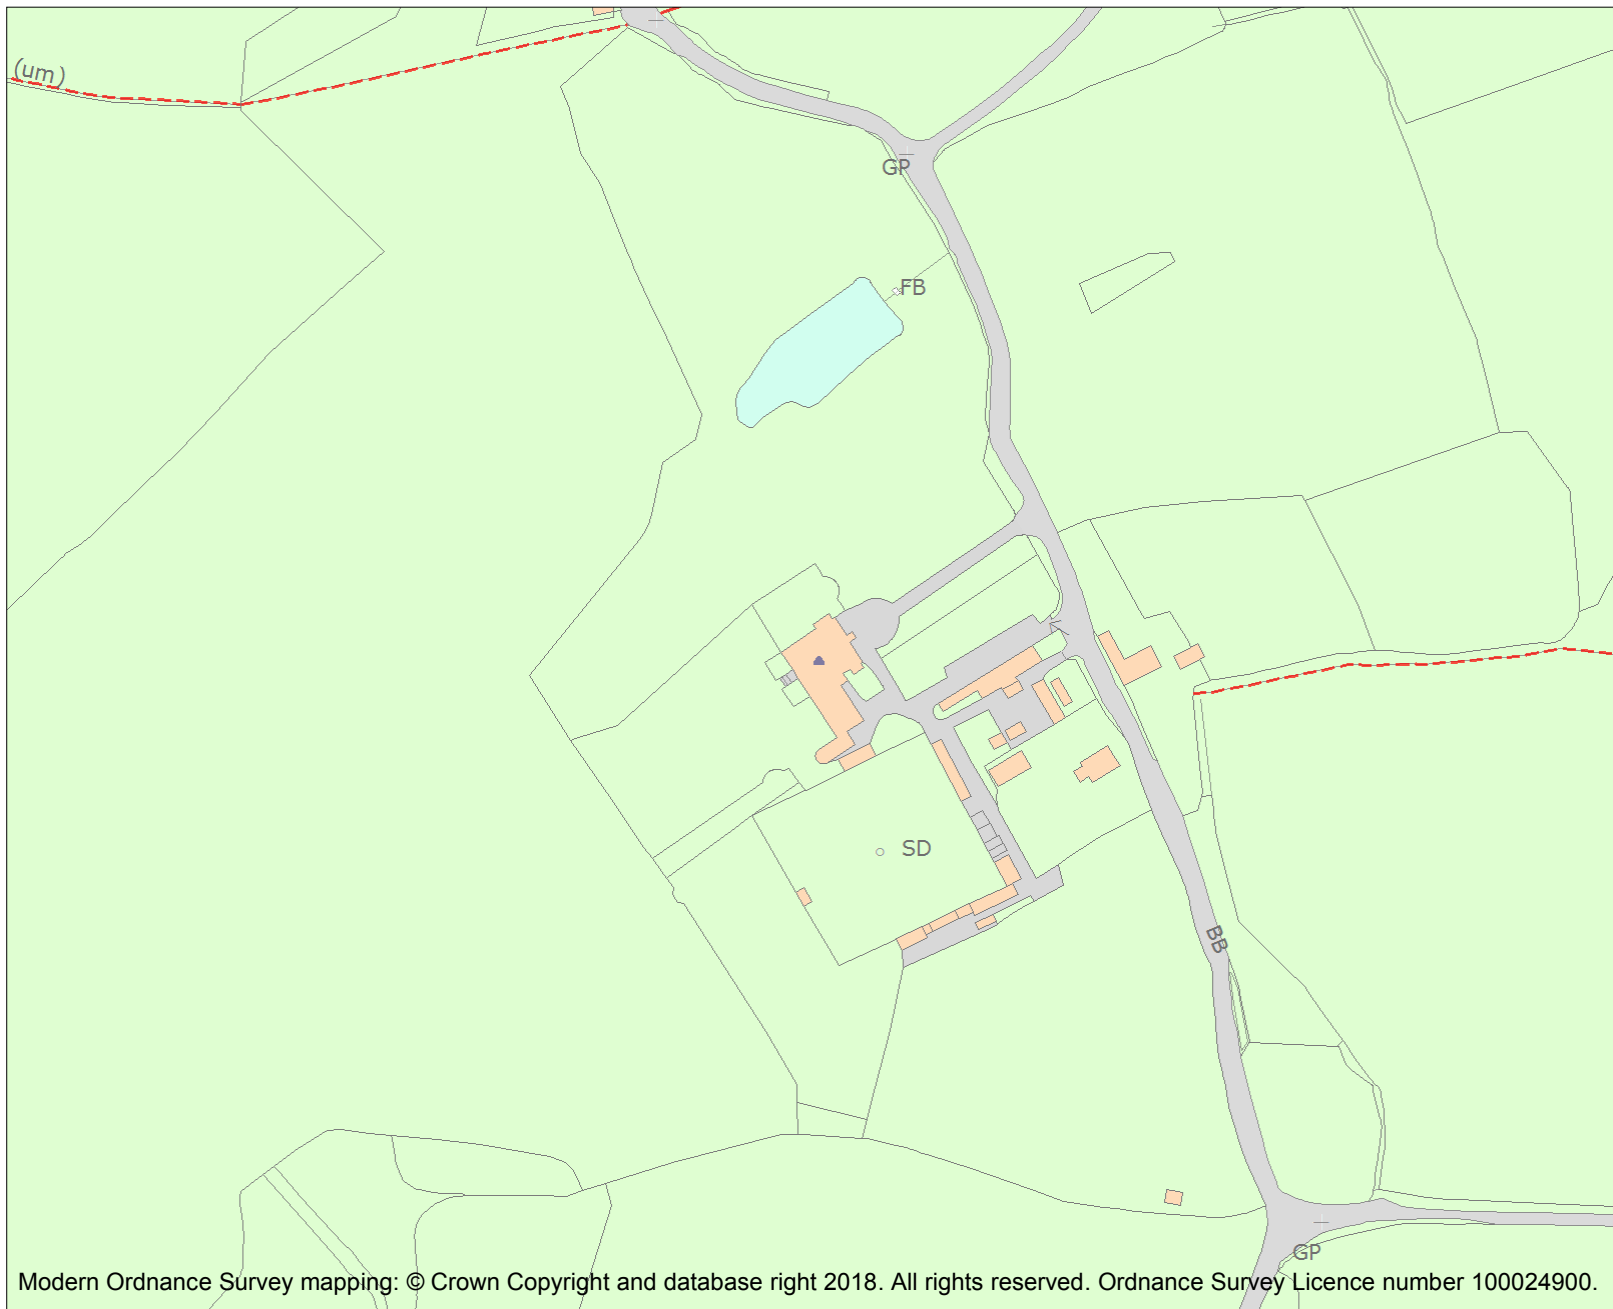 (um)
GP
FB
SD
BB
GP
Modern Ordnance Survey mapping: © Crown Copyright and database right 2018. All rights reserved. Ordnance Survey Licence number 100024900.